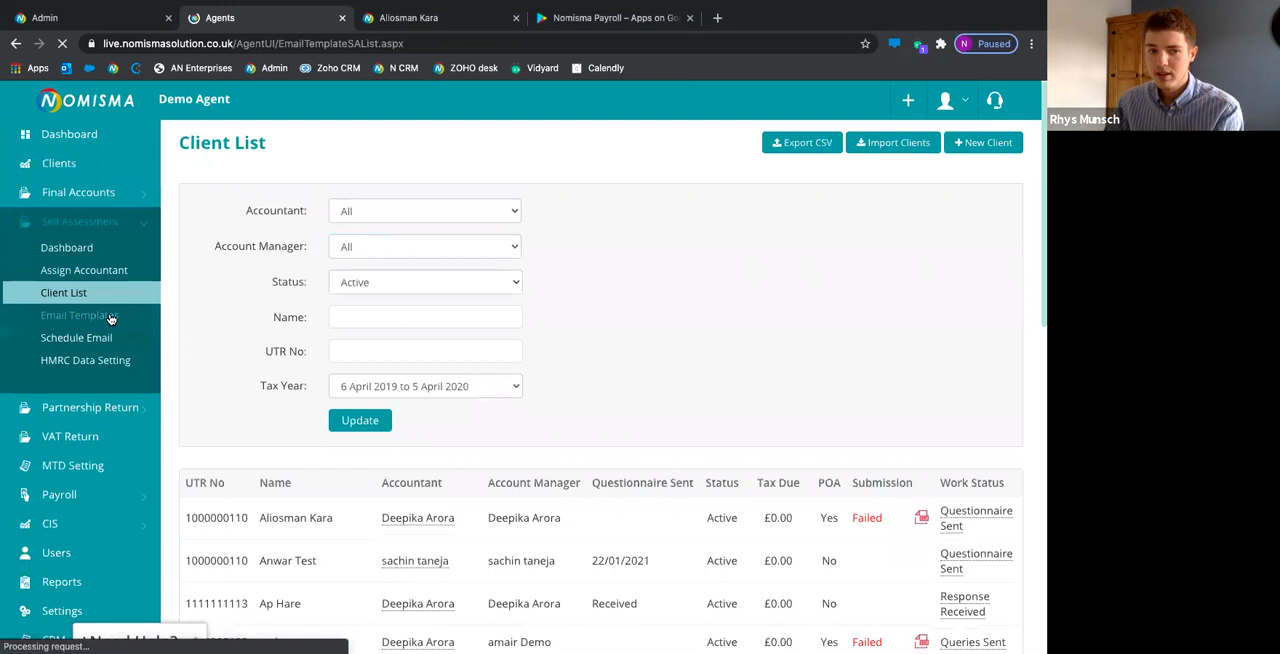 Admin
Agents
Aliosman Kara
Nomisma Payroll – Apps on Go
live.nomismasolution.co.uk/AgentUI/EmailTemplateSAList.aspx
N Paused
Apps
AN Enterprises
Admin
Zoho CRM
N CRM
ZOHO desk
Vidyard
Calendly
NOMISMA
Demo Agent
Rhys Munsch
Dashboard
Clients
Final Accounts
Self Assessment
Dashboard
Assign Accountant
Client List
Email Templates
Schedule Email
HMRC Data Setting
Partnership Return
VAT Return
MTD Setting
Payroll
CIS
Users
Reports
Settings
Processing request...
Client List
Export CSV
Import Clients
New Client
Accountant: All
Account Manager: All
Status: Active
Name:
UTR No:
Tax Year: 6 April 2019 to 5 April 2020
Update
UTR No Name Accountant Account Manager Questionnaire Sent Status Tax Due POA Submission Work Status
1000000110 Aliosman Kara Deepika Arora Deepika Arora Active £0.00 Yes Failed Questionnaire Sent
1000000110 Anwar Test sachin taneja sachin taneja 22/01/2021 Active £0.00 No Questionnaire Sent
1111111113 Ap Hare Deepika Arora Deepika Arora Received Active £0.00 No Response Received
Deepika Arora amair Demo Active £0.00 Yes Failed Queries Sent